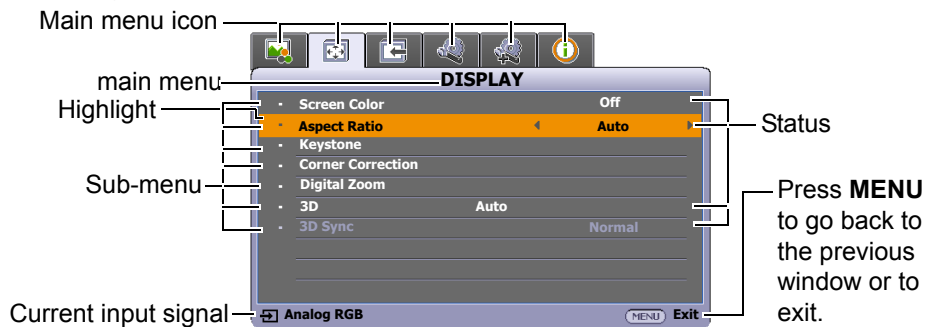 Main menu icon
main menu
DISPLAY
Highlight
Screen Color Off
Aspect Ratio Auto
Status
Keystone
Corner Correction
Sub-menu
Digital Zoom
3D Auto
3D Sync Normal
Press MENU
to go back to
the previous
window or to
exit.
Current input signal
Analog RGB
MENU Exit